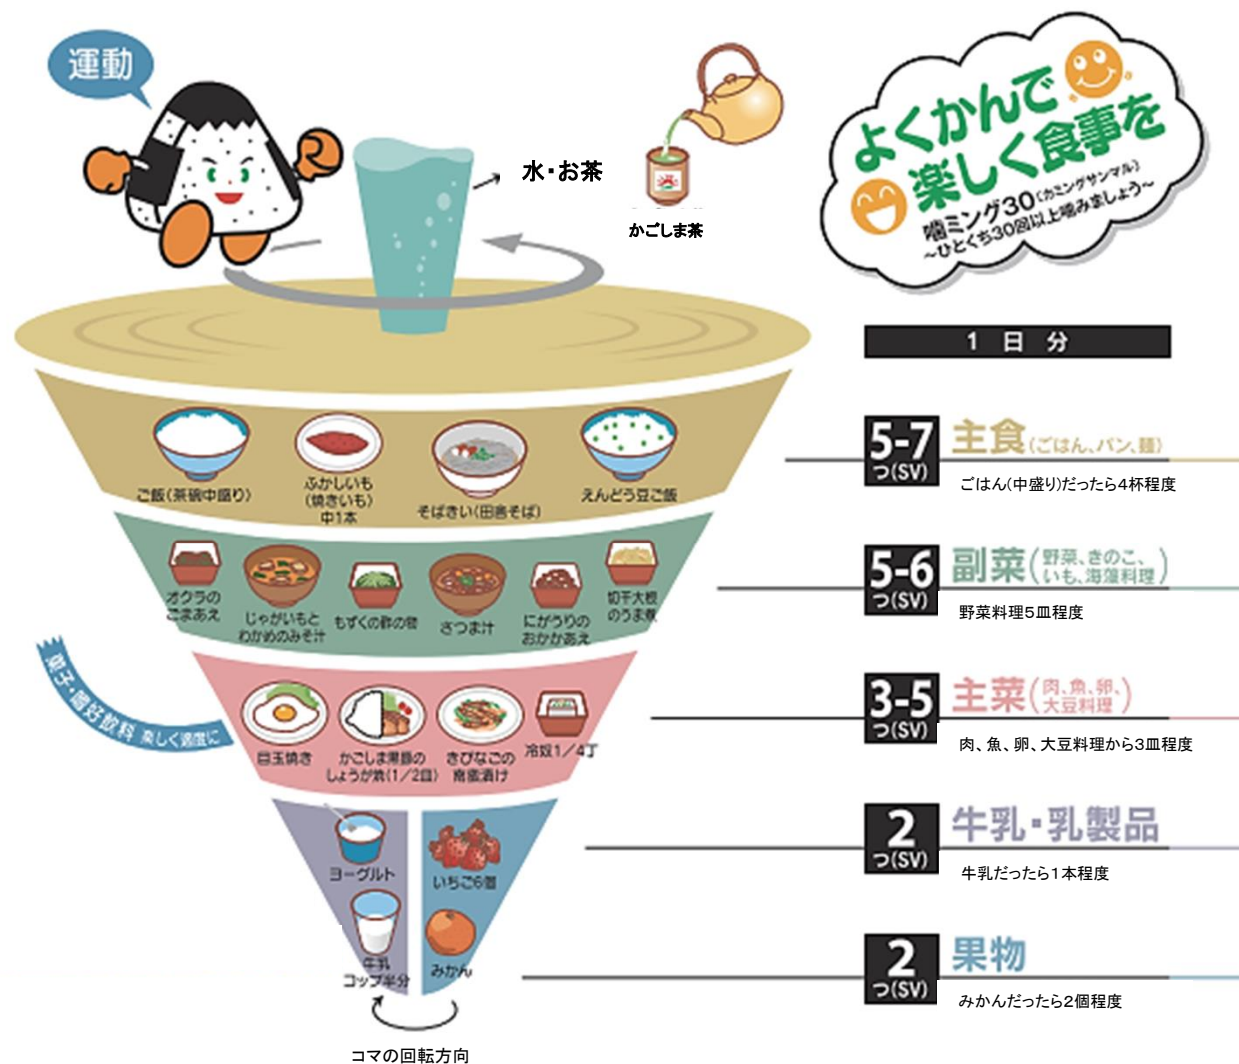 運動
水・お茶
かごしま茶
よくかんで
楽しく食事を
噛ミング30(カミングサンマル)
～ひとくち30回以上噛みましょう～
1 日 分
ご飯(茶碗中盛り)
ふかしいも
(焼きいも)
中1本
そばきい(田舎そば)
えんどう豆ご飯
5-7
つ(SV)
主食(ごはん、パン、麺)
ごはん(中盛り)だったら4杯程度
オクラの
ごまあえ
じゃがいもと
わかめのみそ汁
もずくの酢の物
さつま汁
にがうりの
おかかあえ
切干大根
のうま煮
5-6
つ(SV)
副菜(野菜、きのこ、
いも、海藻料理)
野菜料理5皿程度
菓子・嗜好飲料 楽しく適度に
目玉焼き
かごしま黒豚の
しょうが焼(1/2皿)
きびなごの
南蛮漬け
冷奴1/4丁
3-5
つ(SV)
主菜(肉、魚、卵、
大豆料理)
肉、魚、卵、大豆料理から3皿程度
ヨーグルト
牛乳
コップ半分
2
つ(SV)
牛乳・乳製品
牛乳だったら1本程度
いちご6個
みかん
2
つ(SV)
果物
みかんだったら2個程度
コマの回転方向